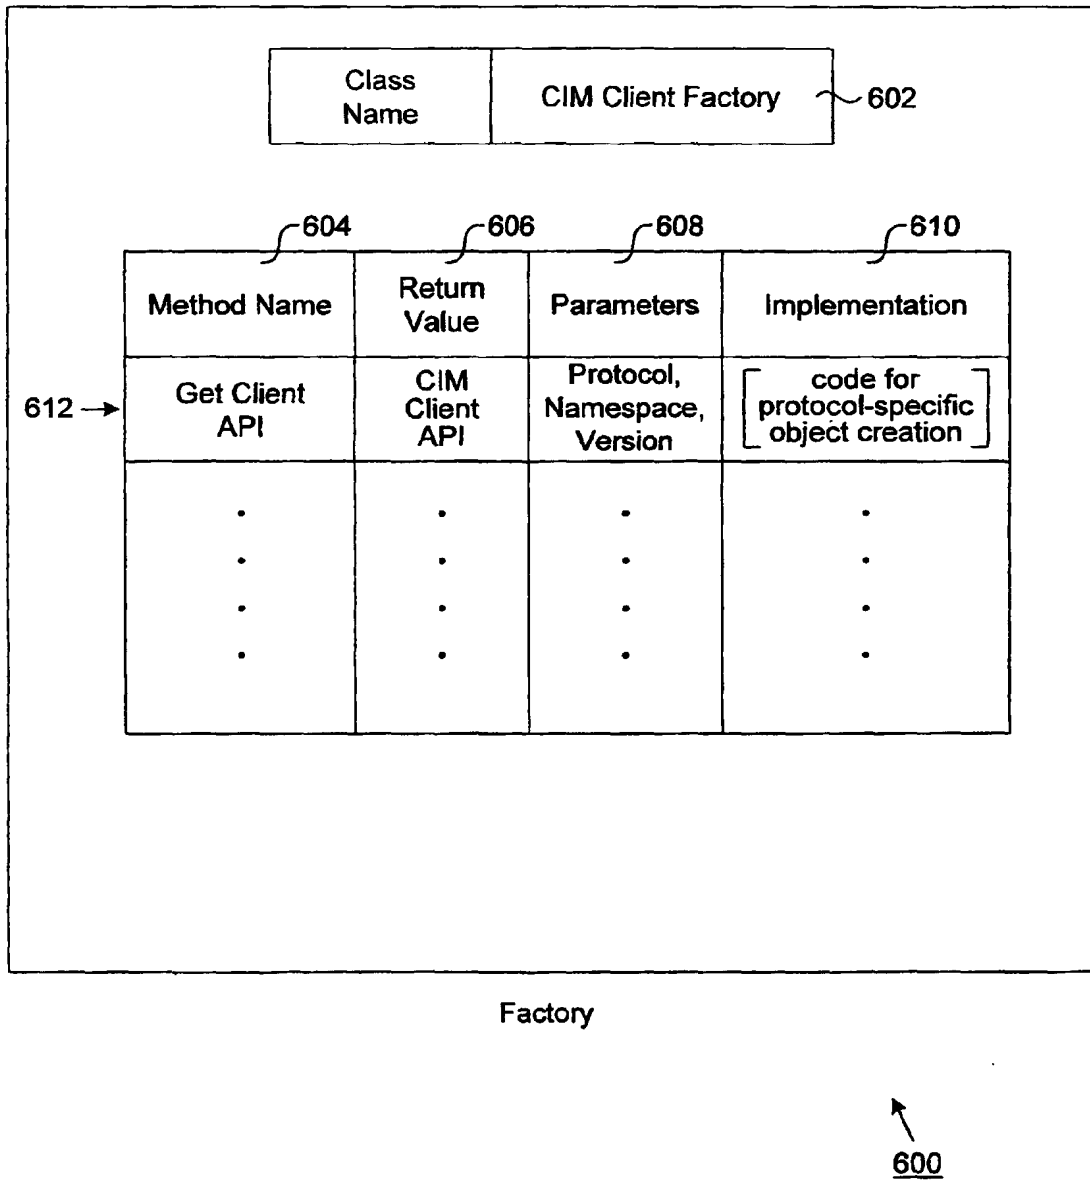 Class
Name
CIM Client Factory
602
604
606
608
610
Method Name
Return
Value
Parameters
Implementation
612
Get Client
API
CIM
Client
API
Protocol,
Namespace,
Version
code for
protocol-specific
object creation
Factory
600